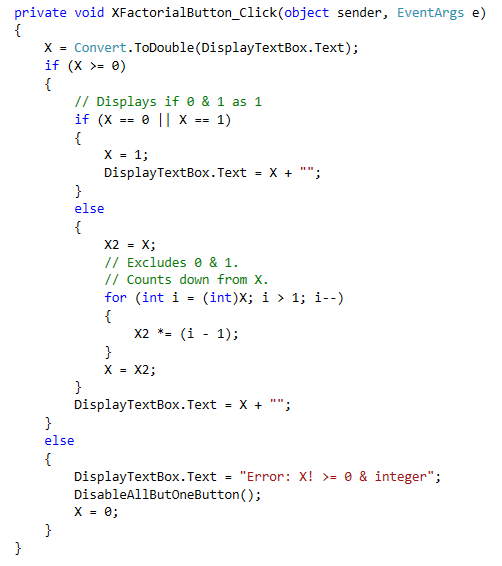 private void XFactorialButton_Click(object sender, EventArgs e)
{
    X = Convert.ToDouble(DisplayTextBox.Text);
    if (X >= 0)
    {
        // Displays if 0 & 1 as 1
        if (X == 0 || X == 1)
        {
            X = 1;
            DisplayTextBox.Text = X + "";
        }
        else
        {
            X2 = X;
            // Excludes 0 & 1.
            // Counts down from X.
            for (int i = (int)X; i > 1; i--)
            {
                X2 *= (i - 1);
            }
            X = X2;
        }
        DisplayTextBox.Text = X + "";
    }
    else
    {
        DisplayTextBox.Text = "Error: X! >= 0 & integer";
        DisableAllButOneButton();
        X = 0;
    }
}